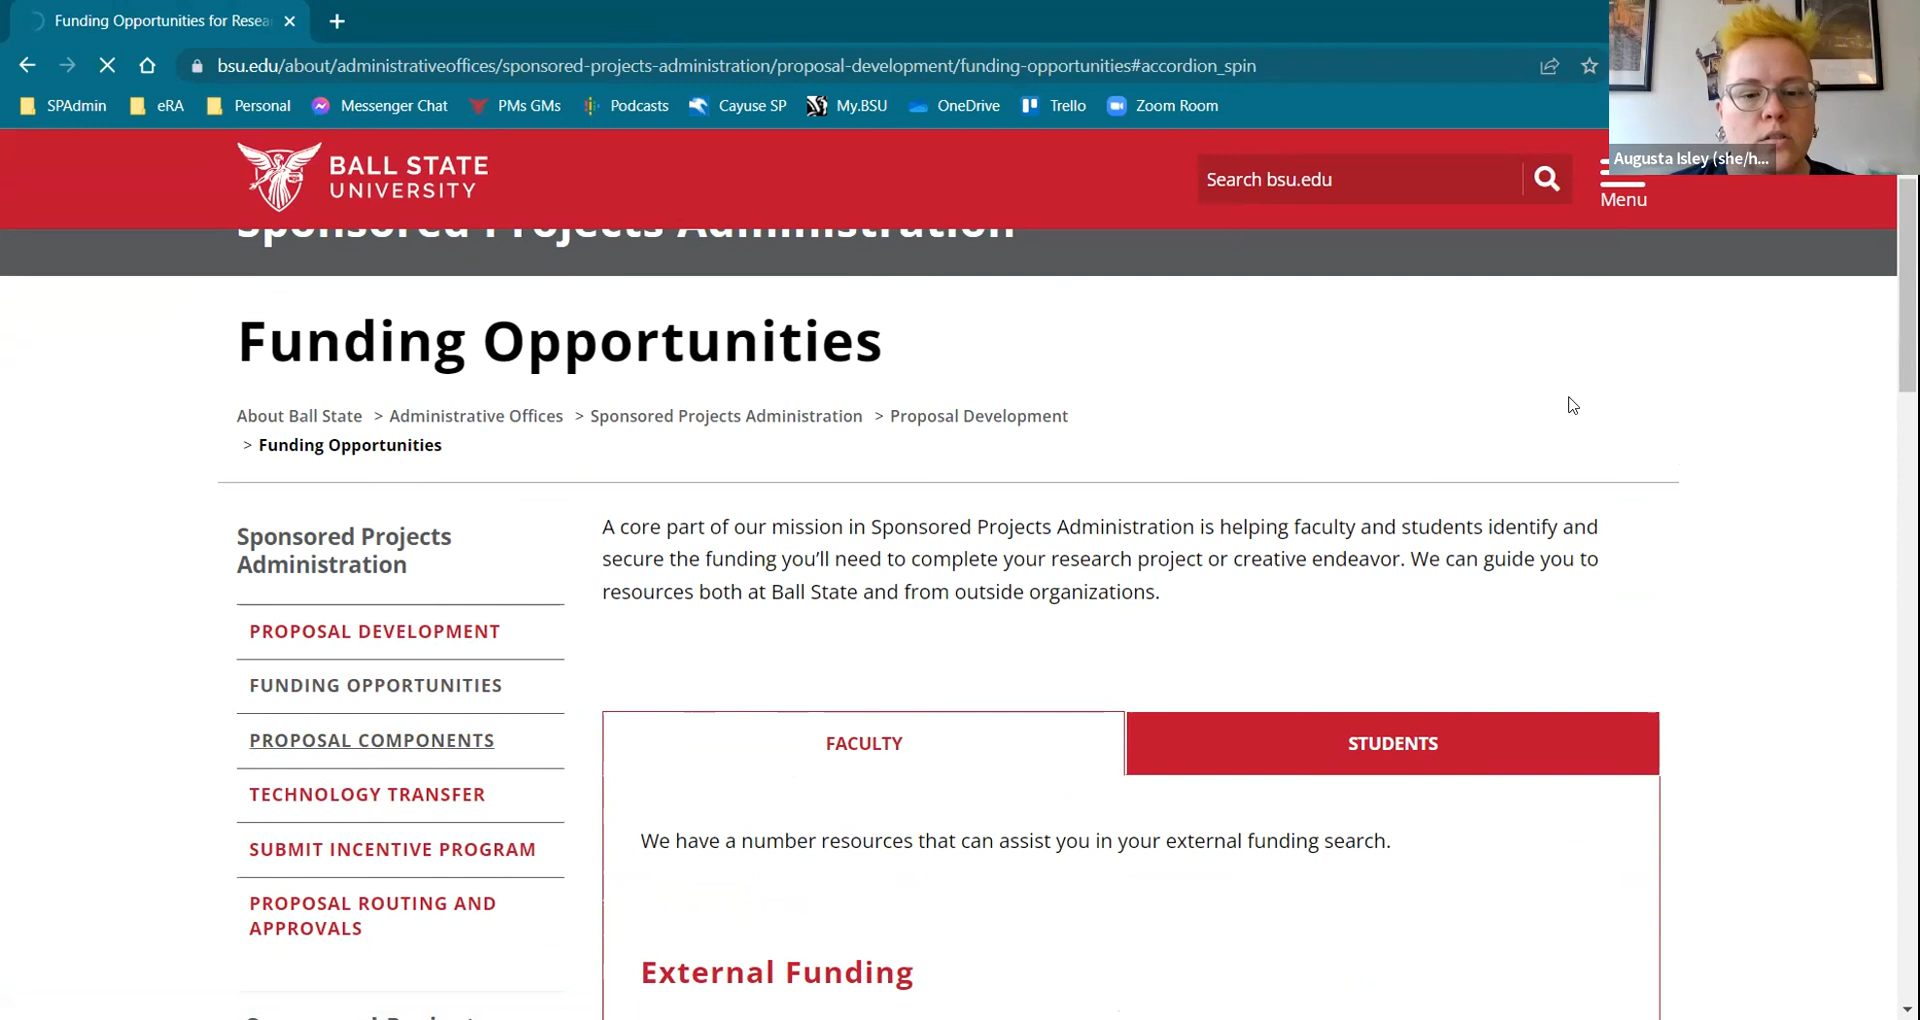 Funding Opportunities for Resea
bsu.edu/about/administrativeoffices/sponsored-projects-administration/proposal-development/funding-opportunities#accordion_spin
SPAdmin eRA Personal Messenger Chat PMs GMs Podcasts Cayuse SP My.BSU OneDrive Trello Zoom Room
Augusta Isley (she/h...
BALL STATE
UNIVERSITY
Search bsu.edu
Menu
Sponsored Projects Administration
Funding Opportunities
About Ball State > Administrative Offices > Sponsored Projects Administration > Proposal Development
> Funding Opportunities
Sponsored Projects
Administration
PROPOSAL DEVELOPMENT
FUNDING OPPORTUNITIES
PROPOSAL COMPONENTS
TECHNOLOGY TRANSFER
SUBMIT INCENTIVE PROGRAM
PROPOSAL ROUTING AND
APPROVALS
A core part of our mission in Sponsored Projects Administration is helping faculty and students identify and
secure the funding you'll need to complete your research project or creative endeavor. We can guide you to
resources both at Ball State and from outside organizations.
FACULTY
STUDENTS
We have a number resources that can assist you in your external funding search.
External Funding